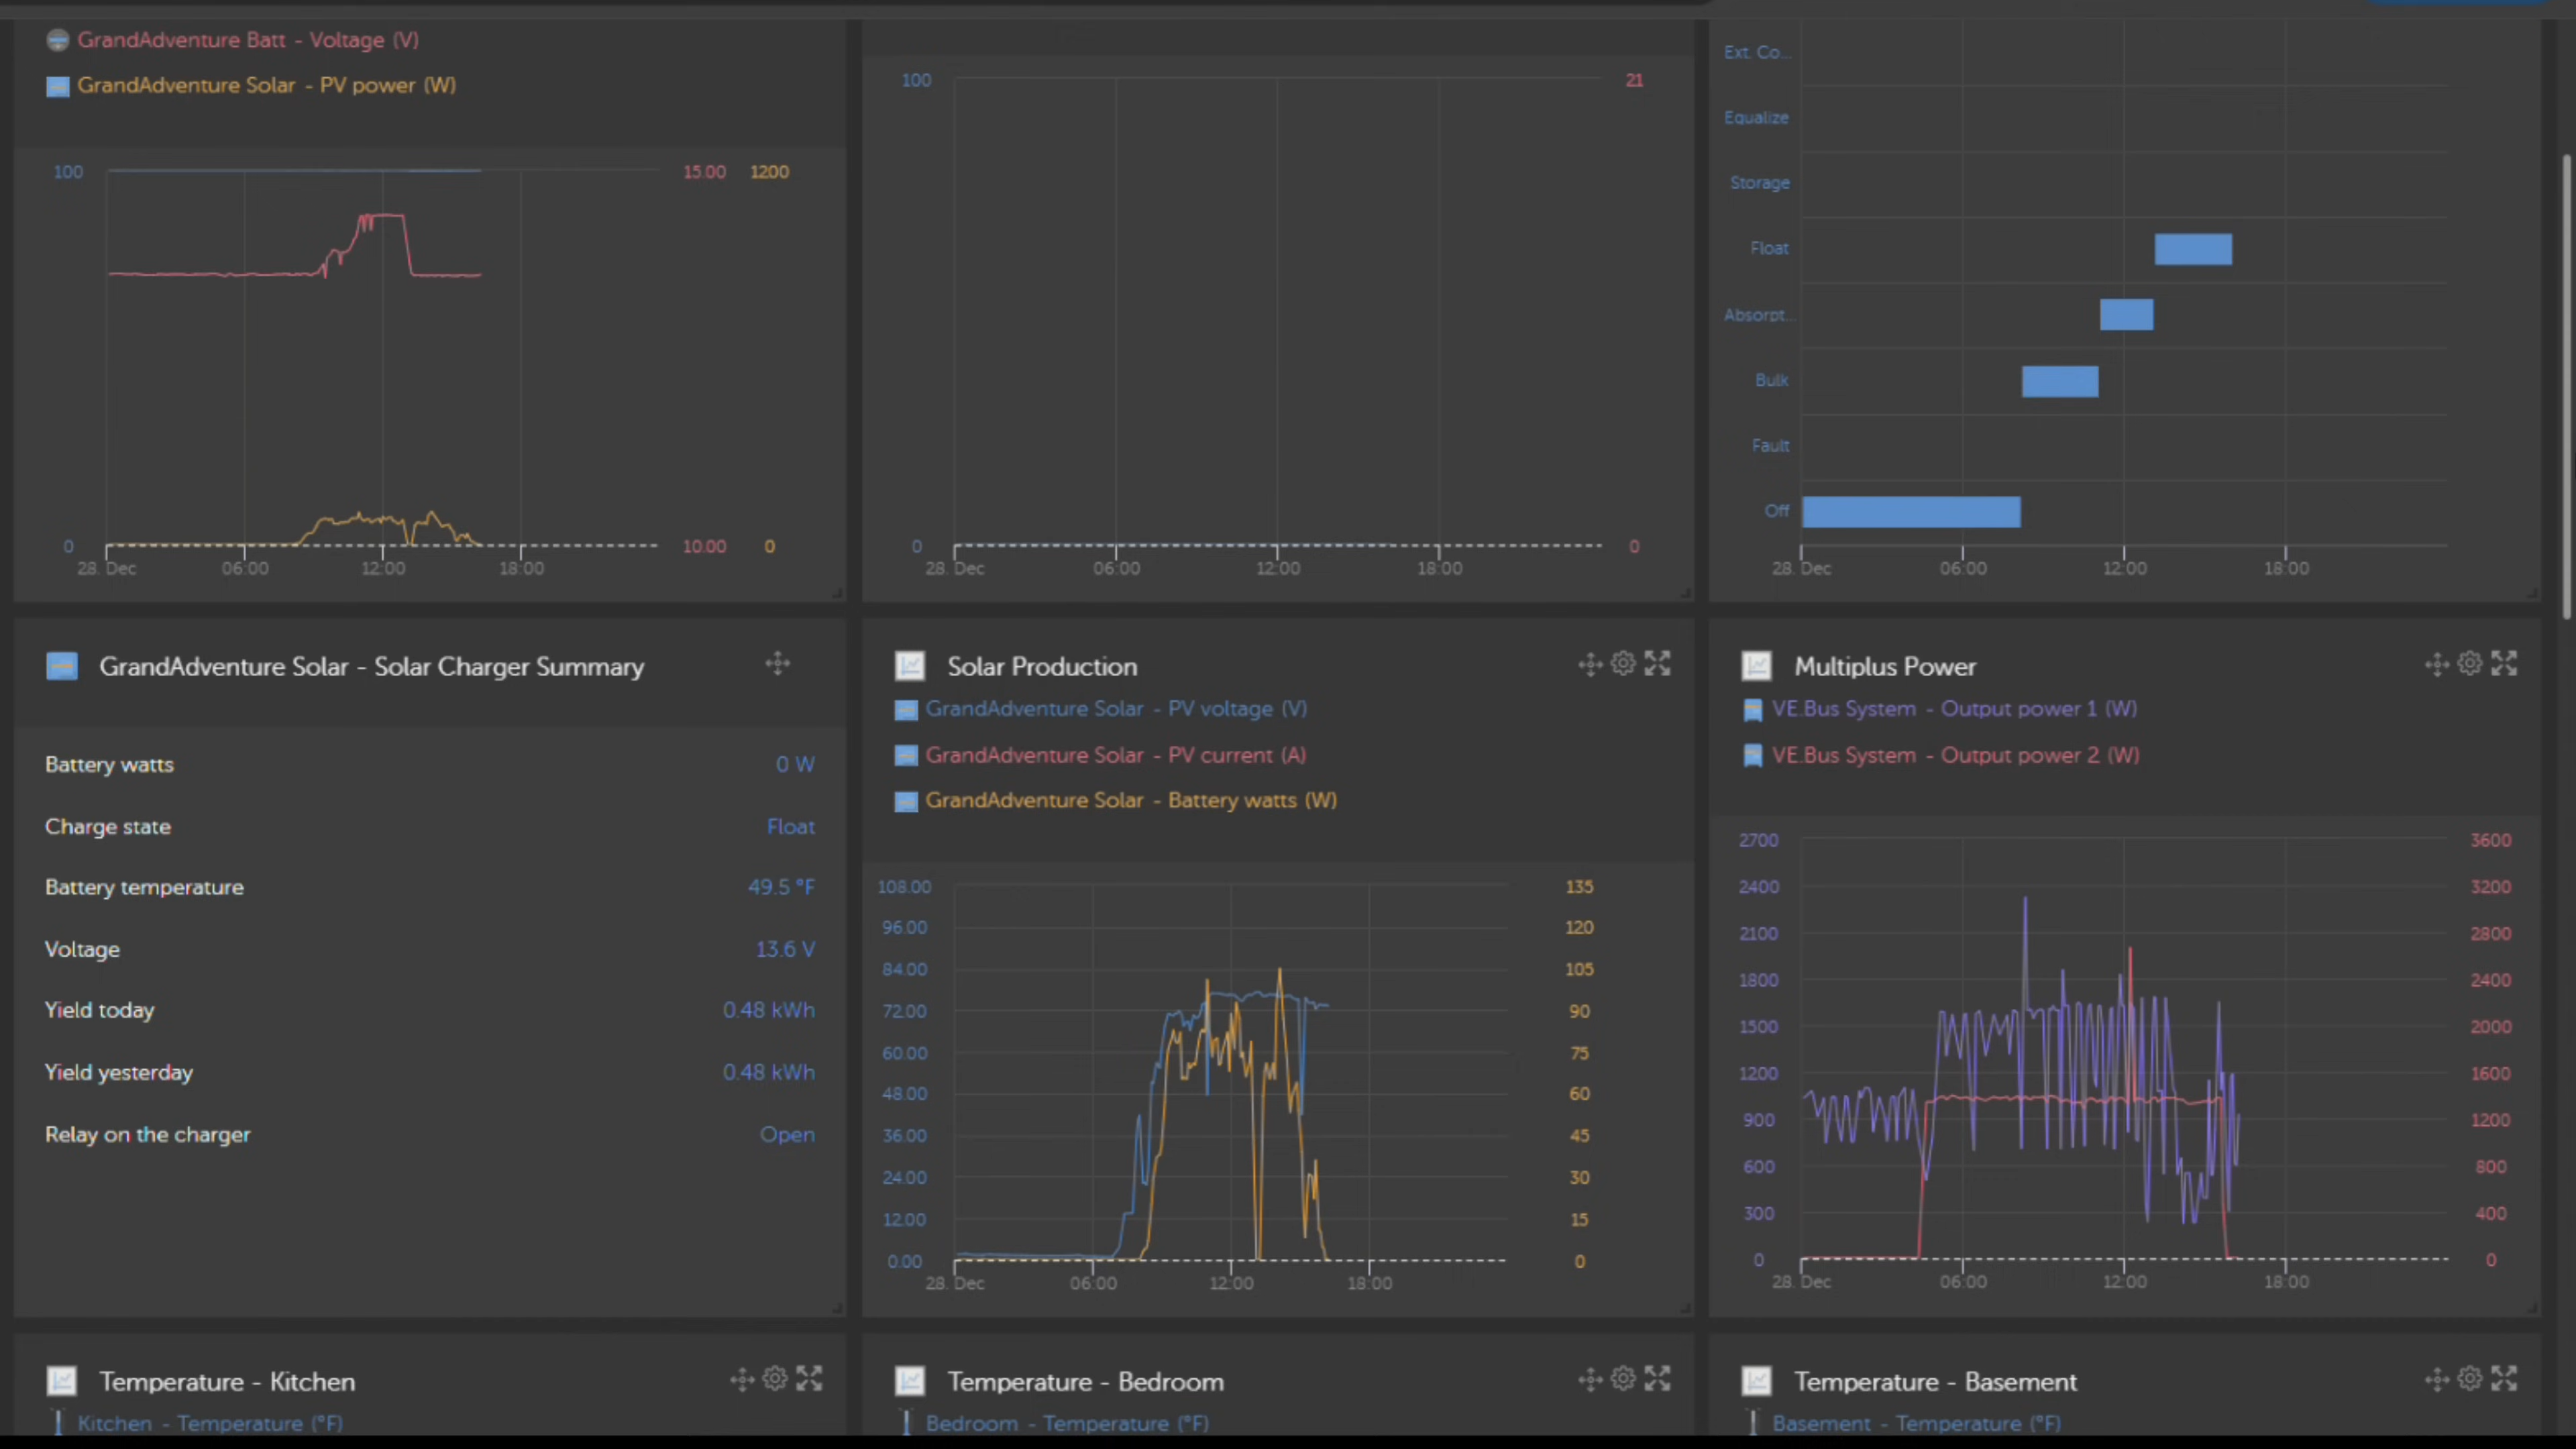 GrandAdventure Batt - Voltage (V)
GrandAdventure Solar - PV power (W)
100
15.00 1200
0
10.00 0
28. Dec 06:00 12:00 18:00
100
21
0
0
28. Dec 06:00 12:00 18:00
Ext. Co...
Equalize
Storage
Float
Absorpt...
Bulk
Fault
Off
28. Dec 06:00 12:00 18:00
GrandAdventure Solar - Solar Charger Summary
Battery watts 0 W
Charge state Float
Battery temperature 49.5 °F
Voltage 13.6 V
Yield today 0.48 kWh
Yield yesterday 0.48 kWh
Relay on the charger Open
Solar Production
GrandAdventure Solar - PV voltage (V)
GrandAdventure Solar - PV current (A)
GrandAdventure Solar - Battery watts (W)
108.00 135
96.00 120
84.00 105
72.00 90
60.00 75
48.00 60
36.00 45
24.00 30
12.00 15
0.00 0
28. Dec 06:00 12:00 18:00
Multiplus Power
VE.Bus System - Output power 1 (W)
VE.Bus System - Output power 2 (W)
2700 3600
2400 3200
2100 2800
1800 2400
1500 2000
1200 1600
900 1200
600 800
300 400
0 0
28. Dec 06:00 12:00 18:00
Temperature - Kitchen
Kitchen - Temperature (°F)
Temperature - Bedroom
Bedroom - Temperature (°F)
Temperature - Basement
Basement - Temperature (°F)